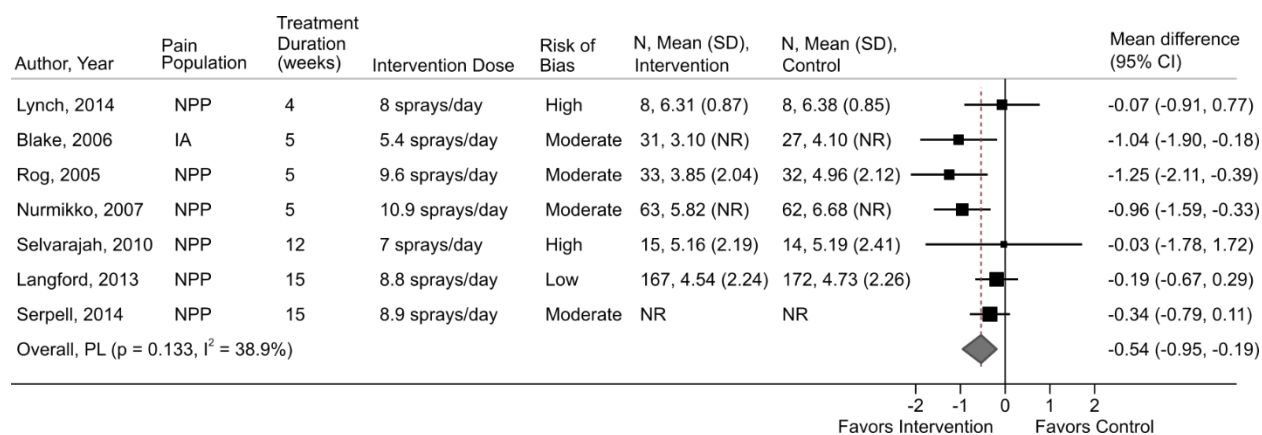 Author, Year Pain Population Treatment Duration (weeks) Intervention Dose Risk of Bias N, Mean (SD), Intervention N, Mean (SD), Control Mean difference (95% CI)
Lynch, 2014 NPP 4 8 sprays/day High 8, 6.31 (0.87) 8, 6.38 (0.85) -0.07 (-0.91, 0.77)
Blake, 2006 IA 5 5.4 sprays/day Moderate 31, 3.10 (NR) 27, 4.10 (NR) -1.04 (-1.90, -0.18)
Rog, 2005 NPP 5 9.6 sprays/day Moderate 33, 3.85 (2.04) 32, 4.96 (2.12) -1.25 (-2.11, -0.39)
Nurmikko, 2007 NPP 5 10.9 sprays/day Moderate 63, 5.82 (NR) 62, 6.68 (NR) -0.96 (-1.59, -0.33)
Selvarajah, 2010 NPP 12 7 sprays/day High 15, 5.16 (2.19) 14, 5.19 (2.41) -0.03 (-1.78, 1.72)
Langford, 2013 NPP 15 8.8 sprays/day Low 167, 4.54 (2.24) 172, 4.73 (2.26) -0.19 (-0.67, 0.29)
Serpell, 2014 NPP 15 8.9 sprays/day Moderate NR NR -0.34 (-0.79, 0.11)
Overall, PL (p = 0.133, I² = 38.9%) -0.54 (-0.95, -0.19)
-2 -1 0 1 2
Favors Intervention Favors Control